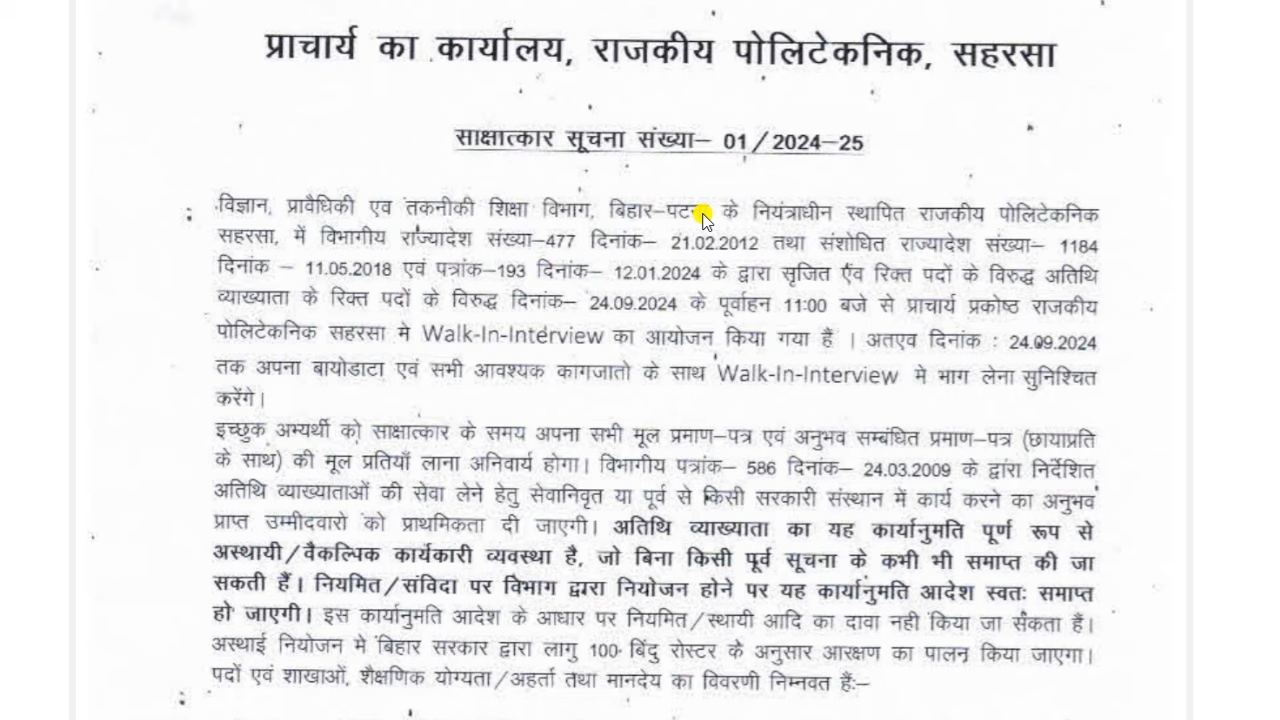 प्राचार्य का कार्यालय, राजकीय पोलिटेकनिक, सहरसा
साक्षात्कार सूचना संख्या– 01/2024–25
विज्ञान, प्रावैधिकी एव तकनीकी शिक्षा विभाग, बिहार–पटना के नियंत्राधीन स्थापित राजकीय पोलिटेकनिक
सहरसा, में विभागीय राज्यादेश संख्या–477 दिनांक– 21.02.2012 तथा संशोधित राज्यादेश संख्या– 1184
दिनांक – 11.05.2018 एवं पत्रांक–193 दिनांक– 12.01.2024 के द्वारा सृजित एंव रिक्त पदों के विरुद्ध अतिथि
व्याख्याता के रिक्त पदों के विरुद्ध दिनांक– 24.09.2024 के पूर्वाहन 11:00 बजे से प्राचार्य प्रकोष्ठ राजकीय
पोलिटेकनिक सहरसा मे Walk-In-Interview का आयोजन किया गया हैं । अतएव दिनांक : 24.09.2024
तक अपना बायोडाटा एवं सभी आवश्यक कागजातो के साथ Walk-In-Interview मे भाग लेना सुनिश्चित
करेंगे।
इच्छुक अभ्यर्थी को साक्षात्कार के समय अपना सभी मूल प्रमाण–पत्र एवं अनुभव सम्बंधित प्रमाण–पत्र (छायाप्रति
के साथ) की मूल प्रतियाँ लाना अनिवार्य होगा। विभागीय पत्रांक– 586 दिनांक– 24.03.2009 के द्वारा निर्देशित
अतिथि व्याख्याताओं की सेवा लेने हेतु सेवानिवृत या पूर्व से किसी सरकारी संस्थान में कार्य करने का अनुभव
प्राप्त उम्मीदवारो को प्राथमिकता दी जाएगी। अतिथि व्याख्याता का यह कार्यानुमति पूर्ण रूप से
अस्थायी/वैकल्पिक कार्यकारी व्यवस्था है, जो बिना किसी पूर्व सूचना के कभी भी समाप्त की जा
सकती हैं। नियमित/संविदा पर विभाग द्वारा नियोजन होने पर यह कार्यानुमति आदेश स्वतः समाप्त
हो जाएगी। इस कार्यानुमति आदेश के आधार पर नियमित/स्थायी आदि का दावा नही किया जा सकता हैं।
अस्थाई नियोजन मे बिहार सरकार द्वारा लागु 100 बिंदु रोस्टर के अनुसार आरक्षण का पालन किया जाएगा।
पदों एवं शाखाओं, शैक्षणिक योग्यता/अहर्ता तथा मानदेय का विवरणी निम्नवत हैं:–